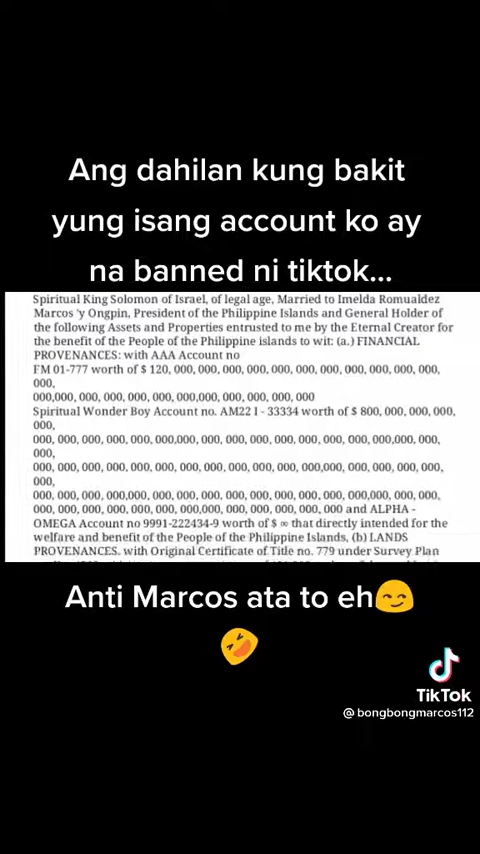 Ang dahilan kung bakit
yung isang account ko ay
na banned ni tiktok...
Spiritual King Solomon of Israel, of legal age, Married to Imelda Romualdez
Marcos 'y Ongpin, President of the Philippine Islands and General Holder of
the following Assets and Properties entrusted to me by the Eternal Creator for
the benefit of the People of the Philippine islands to wit: (a.) FINANCIAL
PROVENANCES: with AAA Account no
FM 01-777 worth of $ 120, 000, 000, 000, 000, 000, 000, 000, 000, 000, 000, 000,
000,
000,000, 000, 000, 000, 000, 000,000, 000, 000, 000, 000
Spiritual Wonder Boy Account no. AM22 I - 33334 worth of $ 800, 000, 000, 000,
000,
000, 000, 000, 000, 000,000, 000, 000, 000, 000, 000, 000, 000, 000,000, 000,
000,
000, 000, 000, 000, 000, 000, 000, 000, 000, 000, 000,000, 000, 000, 000, 000,
000,
000, 000, 000,000, 000, 000, 000, 000, 000, 000, 000, 000, 000,000, 000, 000,
000, 000, 000, 000, 000, 000,000, 000, 000, 000, 000, 000, 000 and ALPHA -
OMEGA Account no 9991-222434-9 worth of $ ∞ that directly intended for the
welfare and benefit of the People of the Philippine Islands, (b) LANDS
PROVENANCES. with Original Certificate of Title no. 779 under Survey Plan
Anti Marcos ata to eh😏
🤣
TikTok
@bongbongmarcos112